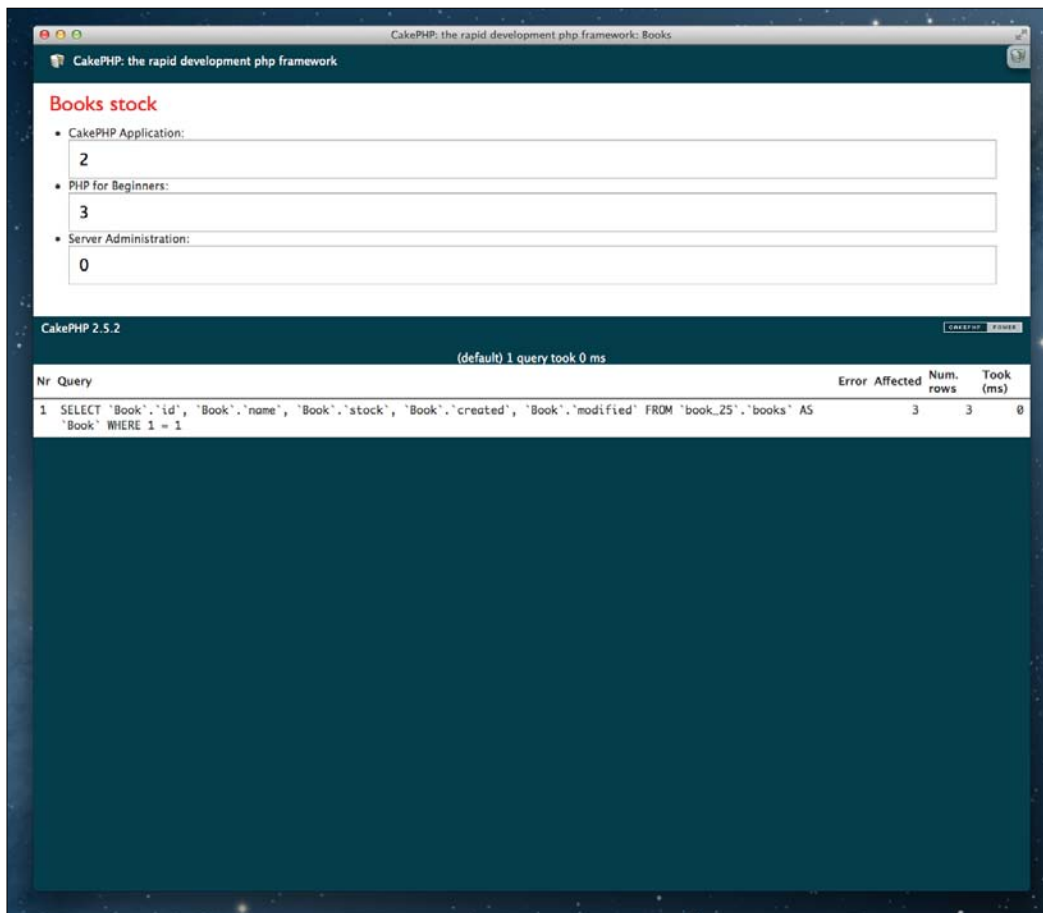 CakePHP: the rapid development php framework: Books
CakePHP: the rapid development php framework
Books stock
• CakePHP Application:
2
• PHP for Beginners:
3
• Server Administration:
0
CakePHP 2.5.2
CAKEPHP POWER
(default) 1 query took 0 ms
Nr Query Error Affected Num. rows Took (ms)
1 SELECT `Book`.`id`, `Book`.`name`, `Book`.`stock`, `Book`.`created`, `Book`.`modified` FROM `book_25`.`books` AS 3 3 0
`Book` WHERE 1 = 1